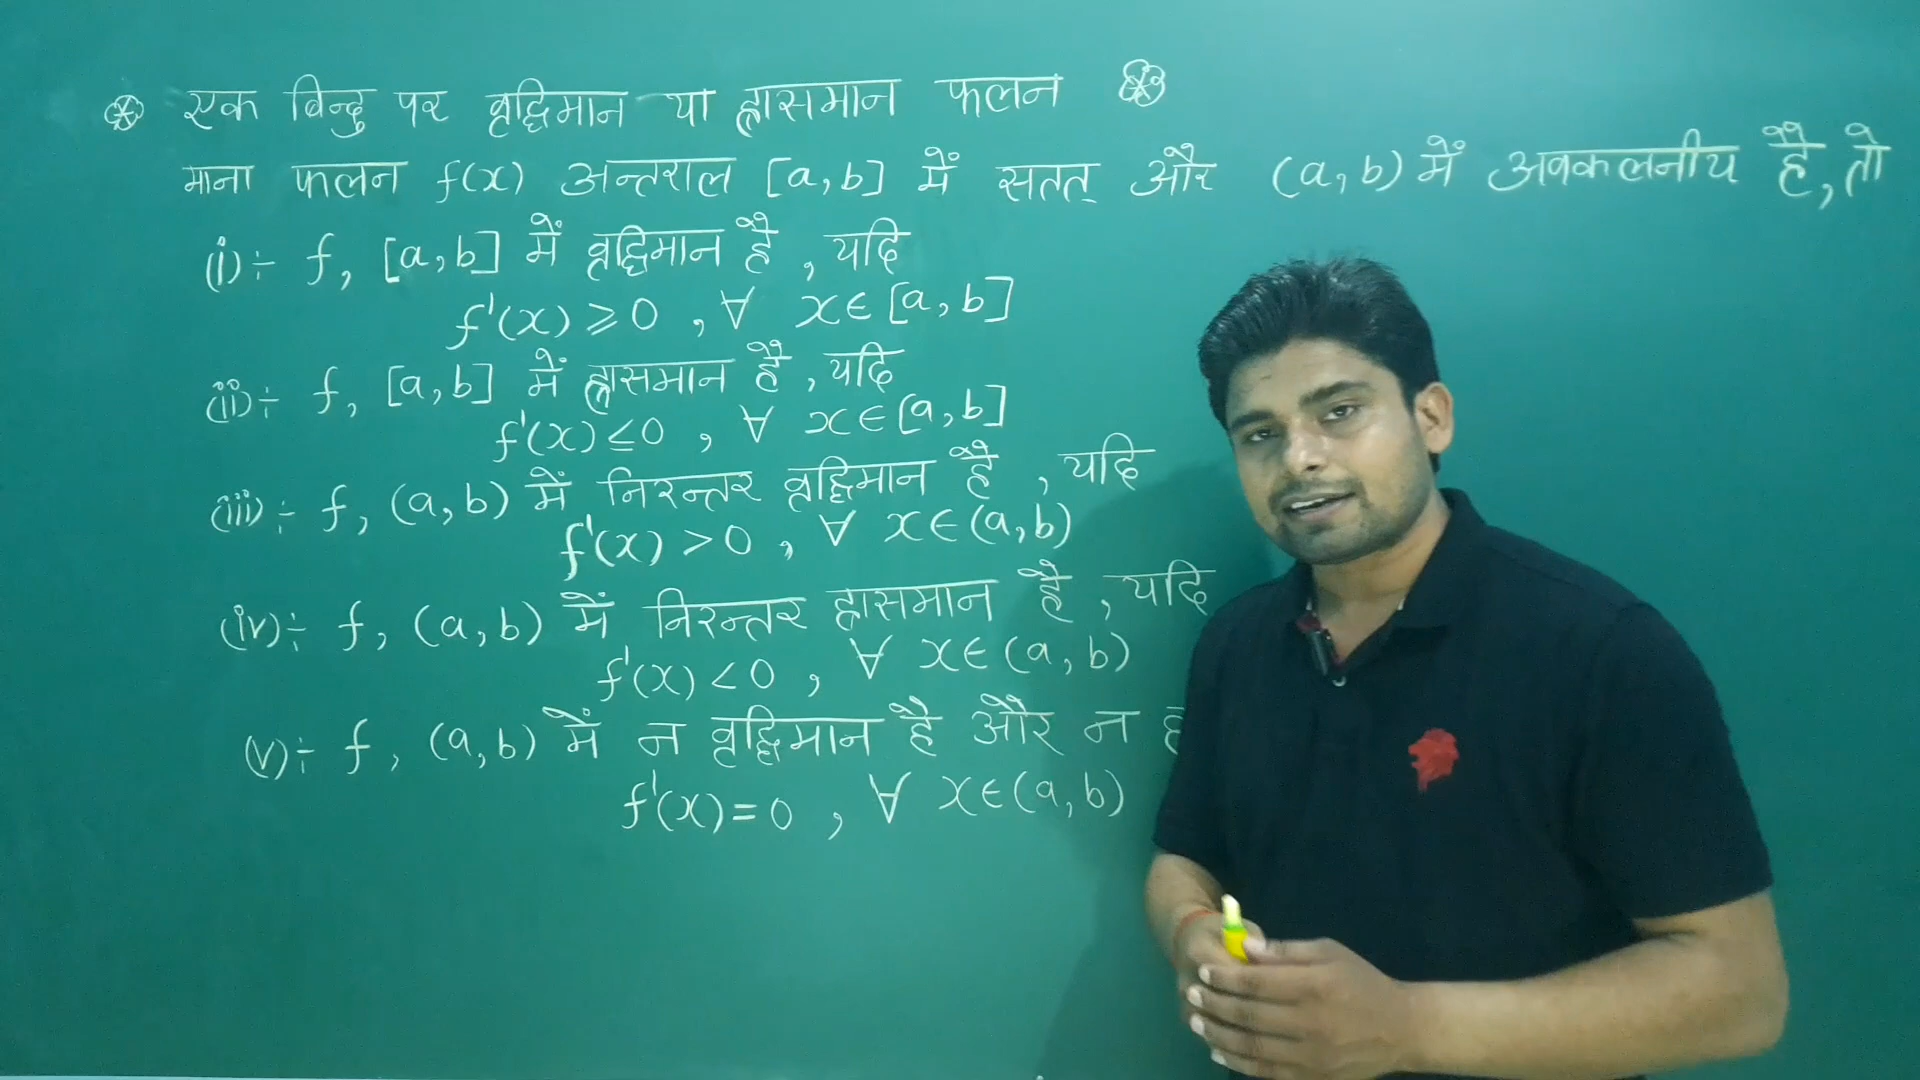 एक बिन्दु पर वृद्धिमान या ह्रासमान फलन
माना फलन f(x) अन्तराल [a,b] में सतत् और (a,b) में अवकलनीय है, तो
(i)÷ f, [a,b] में वृद्धिमान है, यदि
f'(x) ⩾ 0, ∀ x∈[a,b]
(ii)÷ f, [a,b] में ह्रासमान है, यदि
f'(x) ≤ 0, ∀ x∈[a,b]
(iii)÷ f, (a,b) में निरन्तर वृद्धिमान है, यदि
f'(x) > 0, ∀ x∈(a,b)
(iv)÷ f, (a,b) में निरन्तर ह्रासमान है, यदि
f'(x) < 0, ∀ x∈(a,b)
(v)÷ f, (a,b) में न वृद्धिमान है और न
f'(x) = 0, ∀ x∈(a,b)